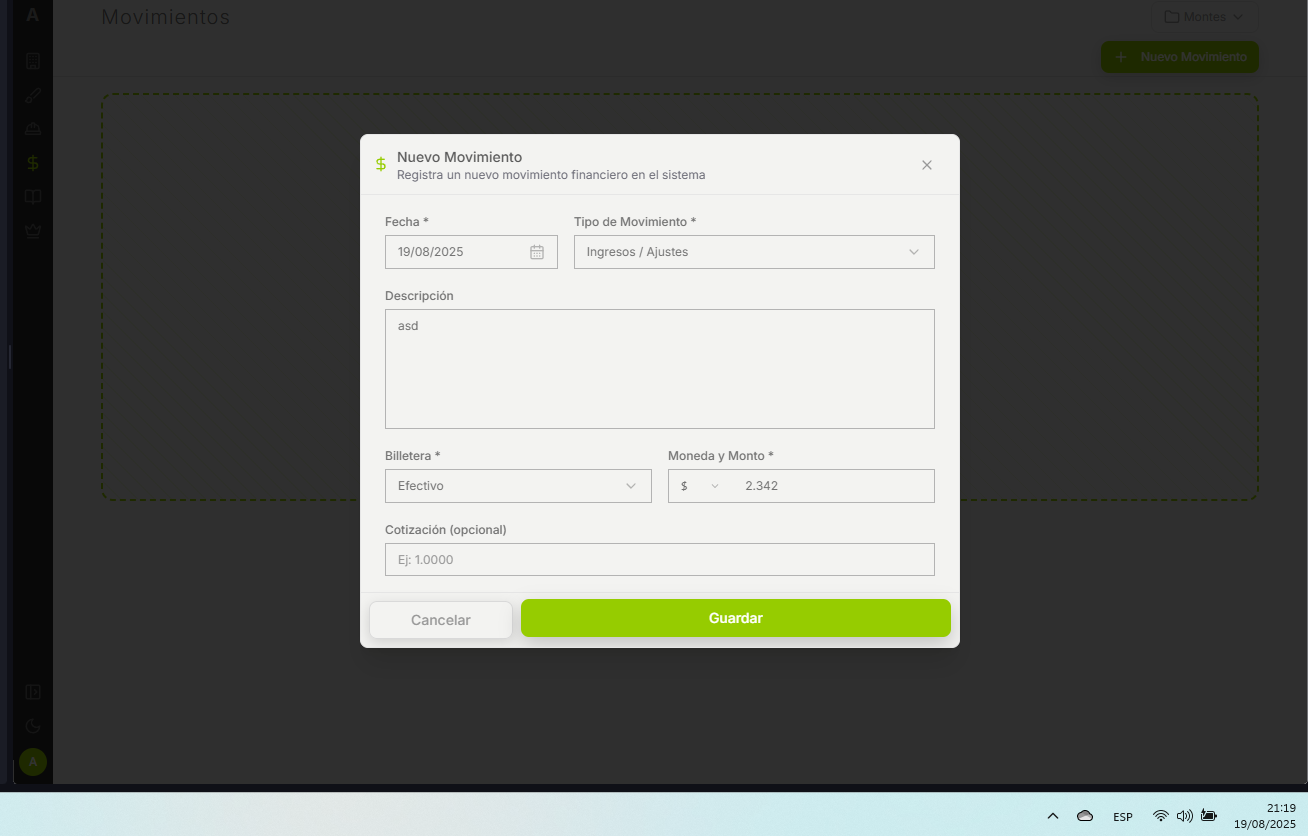 A
Movimientos
Montes
+ Nuevo Movimiento
$ Nuevo Movimiento
Registra un nuevo movimiento financiero en el sistema
Fecha * Tipo de Movimiento *
19/08/2025 Ingresos / Ajustes
Descripción
asd
Billetera * Moneda y Monto *
Efectivo $ 2.342
Cotización (opcional)
Ej: 1.0000
Cancelar Guardar
A
ESP
21:19
19/08/2025